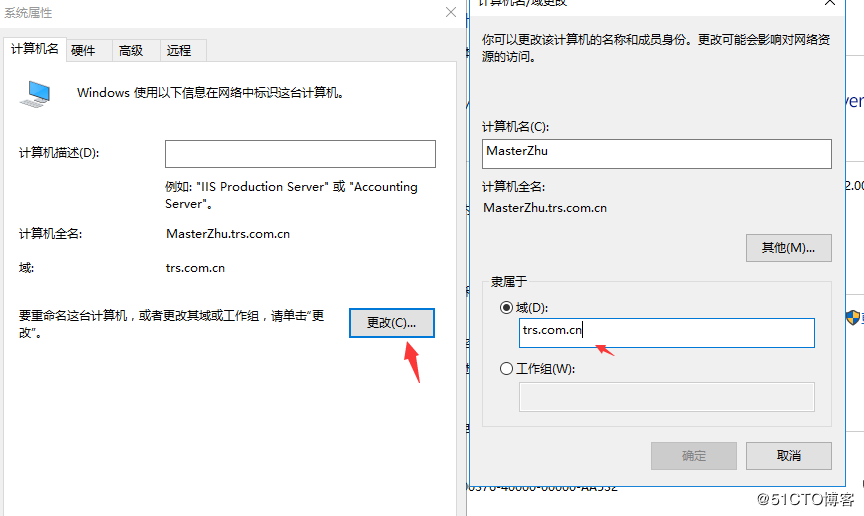 系统属性
计算机名
硬件
高级
远程
Windows 使用以下信息在网络中标识这台计算机。
计算机描述(D):
例如: "IIS Production Server" 或 "Accounting
Server"。
计算机全名:
MasterZhu.trs.com.cn
域:
trs.com.cn
要重命名这台计算机，或者更改其域或工作组，请单击"更
改"。
更改(C)...
计算机名/域更改
你可以更改该计算机的名称和成员身份。更改可能会影响对网络资
源的访问。
计算机名(C):
MasterZhu
计算机全名:
MasterZhu.trs.com.cn
其他(M)...
隶属于
域(D):
trs.com.cn
工作组(W):
确定
取消
@51CTO博客